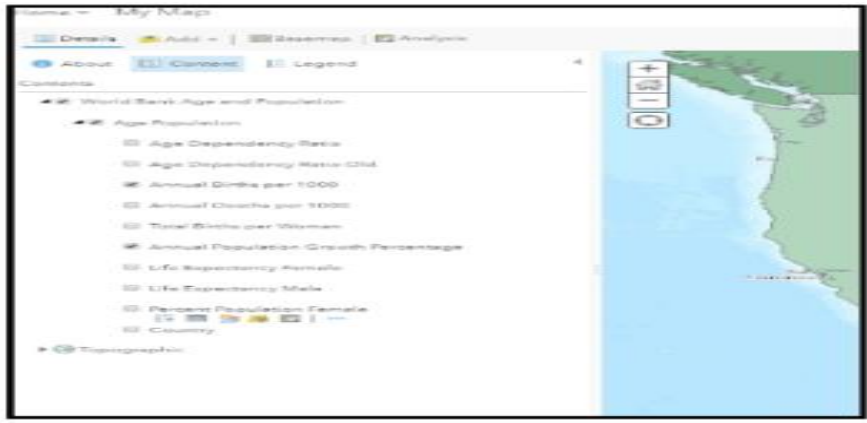 Home My Map
Details Add Basemap Analysis
About Content Legend
Contents
World Bank Age and Population
Age Population
Age Dependency Ratio
Age Dependency Ratio Old
Annual Births per 1000
Annual Deaths per 1000
Total Births per Woman
Annual Population Growth Percentage
Life Expectancy Female
Life Expectancy Male
Percent Population Female
Country
Topographic